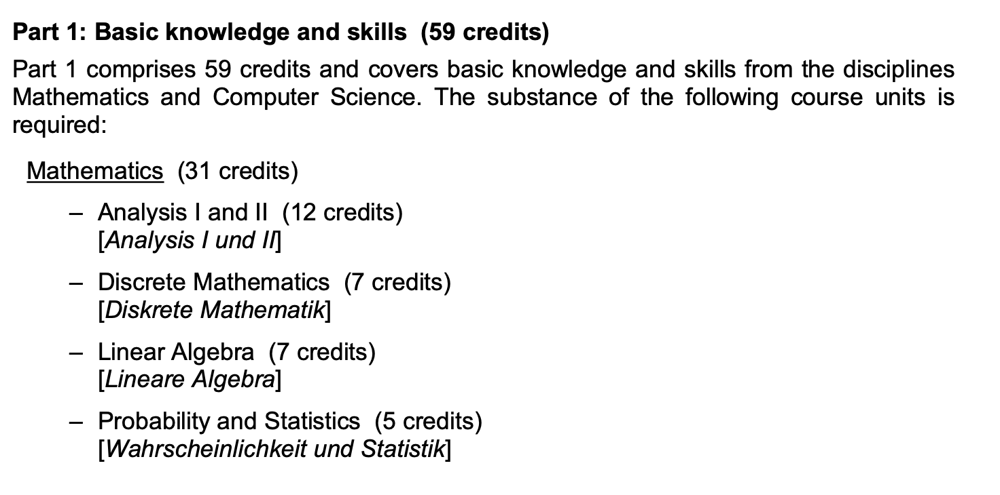 Part 1: Basic knowledge and skills (59 credits)
Part 1 comprises 59 credits and covers basic knowledge and skills from the disciplines
Mathematics and Computer Science. The substance of the following course units is
required:
Mathematics (31 credits)
– Analysis I and II (12 credits)
[Analysis I und II]
– Discrete Mathematics (7 credits)
[Diskrete Mathematik]
– Linear Algebra (7 credits)
[Lineare Algebra]
– Probability and Statistics (5 credits)
[Wahrscheinlichkeit und Statistik]